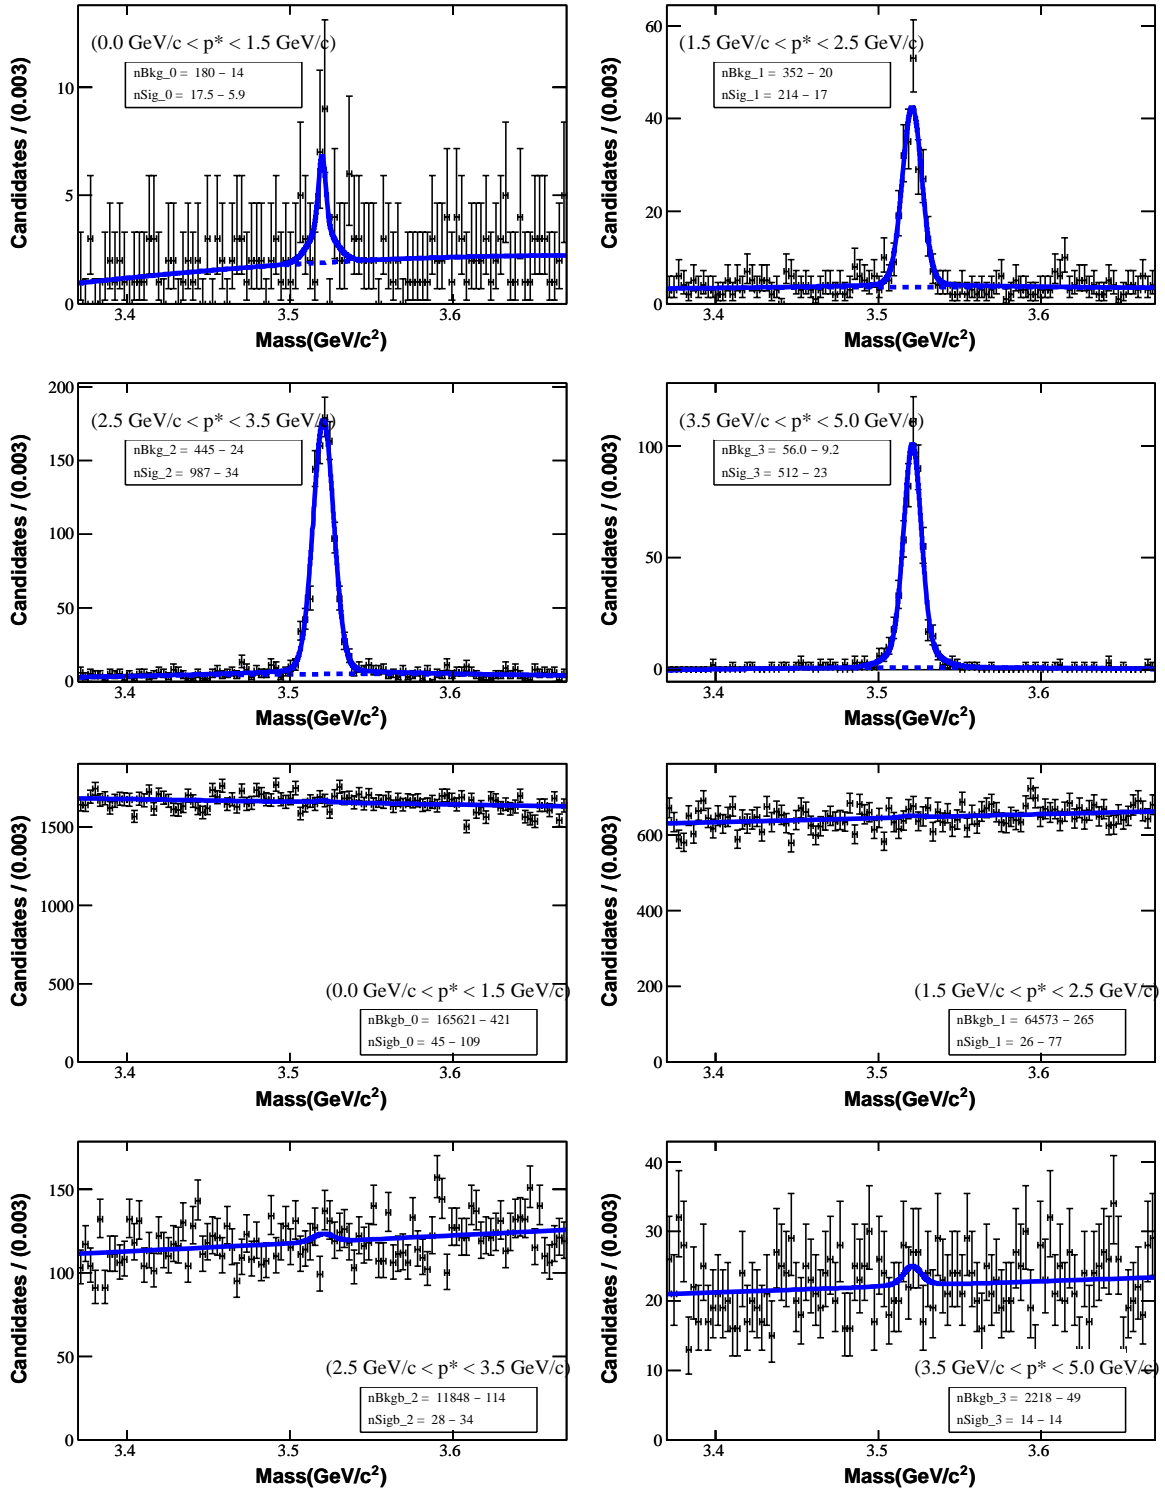 Candidates / (0.003)
(0.0 GeV/c < p* < 1.5 GeV/c)
nBkg_0 = 180 − 14
nSig_0 = 17.5 − 5.9
10
5
0
3.4 3.5 3.6
Mass(GeV/c²)
Candidates / (0.003)
(1.5 GeV/c < p* < 2.5 GeV/c)
nBkg_1 = 352 − 20
nSig_1 = 214 − 17
60
40
20
0
3.4 3.5 3.6
Mass(GeV/c²)
Candidates / (0.003)
(2.5 GeV/c < p* < 3.5 GeV/c)
nBkg_2 = 445 − 24
nSig_2 = 987 − 34
200
150
100
50
0
3.4 3.5 3.6
Mass(GeV/c²)
Candidates / (0.003)
(3.5 GeV/c < p* < 5.0 GeV/c)
nBkg_3 = 56.0 − 9.2
nSig_3 = 512 − 23
100
50
0
3.4 3.5 3.6
Mass(GeV/c²)
Candidates / (0.003)
1500
1000
500
0
(0.0 GeV/c < p* < 1.5 GeV/c)
nBkgb_0 = 165621 − 421
nSigb_0 = 45 − 109
3.4 3.5 3.6
Mass(GeV/c²)
Candidates / (0.003)
600
400
200
0
(1.5 GeV/c < p* < 2.5 GeV/c)
nBkgb_1 = 64573 − 265
nSigb_1 = 26 − 77
3.4 3.5 3.6
Mass(GeV/c²)
Candidates / (0.003)
150
100
50
0
(2.5 GeV/c < p* < 3.5 GeV/c)
nBkgb_2 = 11848 − 114
nSigb_2 = 28 − 34
3.4 3.5 3.6
Mass(GeV/c²)
Candidates / (0.003)
40
30
20
10
0
(3.5 GeV/c < p* < 5.0 GeV/c)
nBkgb_3 = 2218 − 49
nSigb_3 = 14 − 14
3.4 3.5 3.6
Mass(GeV/c²)